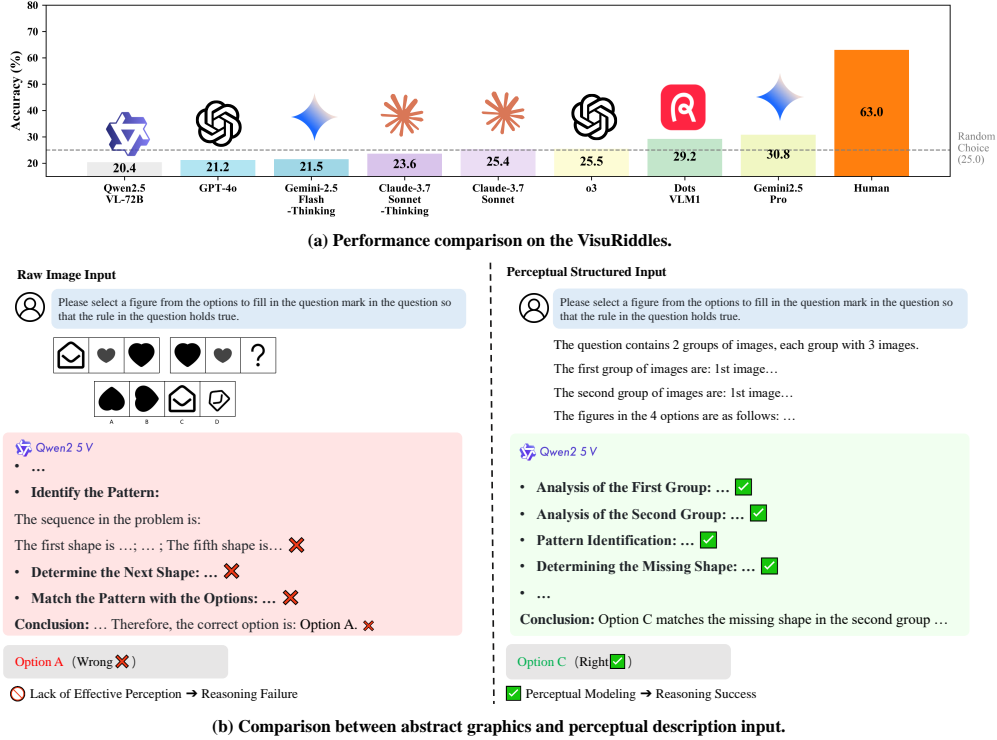 80
70
60
50
40
30
20
Accuracy (%)
20.4
21.2
21.5
23.6
25.4
25.5
29.2
30.8
63.0
Random
Choice
(25.0)
Qwen2.5
VL-72B
GPT-4o
Gemini-2.5
Flash
-Thinking
Claude-3.7
Sonnet
-Thinking
Claude-3.7
Sonnet
o3
Dots
VLM1
Gemini2.5
Pro
Human
(a) Performance comparison on the VisuRiddles.
Raw Image Input
Please select a figure from the options to fill in the question mark in the question so
that the rule in the question holds true.
?
A B C D
Qwen2 5 V
• …
• Identify the Pattern:
The sequence in the problem is:
The first shape is …; … ; The fifth shape is… ❌
• Determine the Next Shape: … ❌
• Match the Pattern with the Options: … ❌
Conclusion: … Therefore, the correct option is: Option A. ❌
Option A (Wrong ❌)
🚫 Lack of Effective Perception ➔ Reasoning Failure
Perceptual Structured Input
Please select a figure from the options to fill in the question mark in the question so
that the rule in the question holds true.
The question contains 2 groups of images, each group with 3 images.
The first group of images are: 1st image…
The second group of images are: 1st image…
The figures in the 4 options are as follows: …
Qwen2 5 V
• Analysis of the First Group: … ✅
• Analysis of the Second Group: … ✅
• Pattern Identification: … ✅
• Determining the Missing Shape: … ✅
• …
Conclusion: Option C matches the missing shape in the second group …
Option C (Right ✅)
✅ Perceptual Modeling ➔ Reasoning Success
(b) Comparison between abstract graphics and perceptual description input.